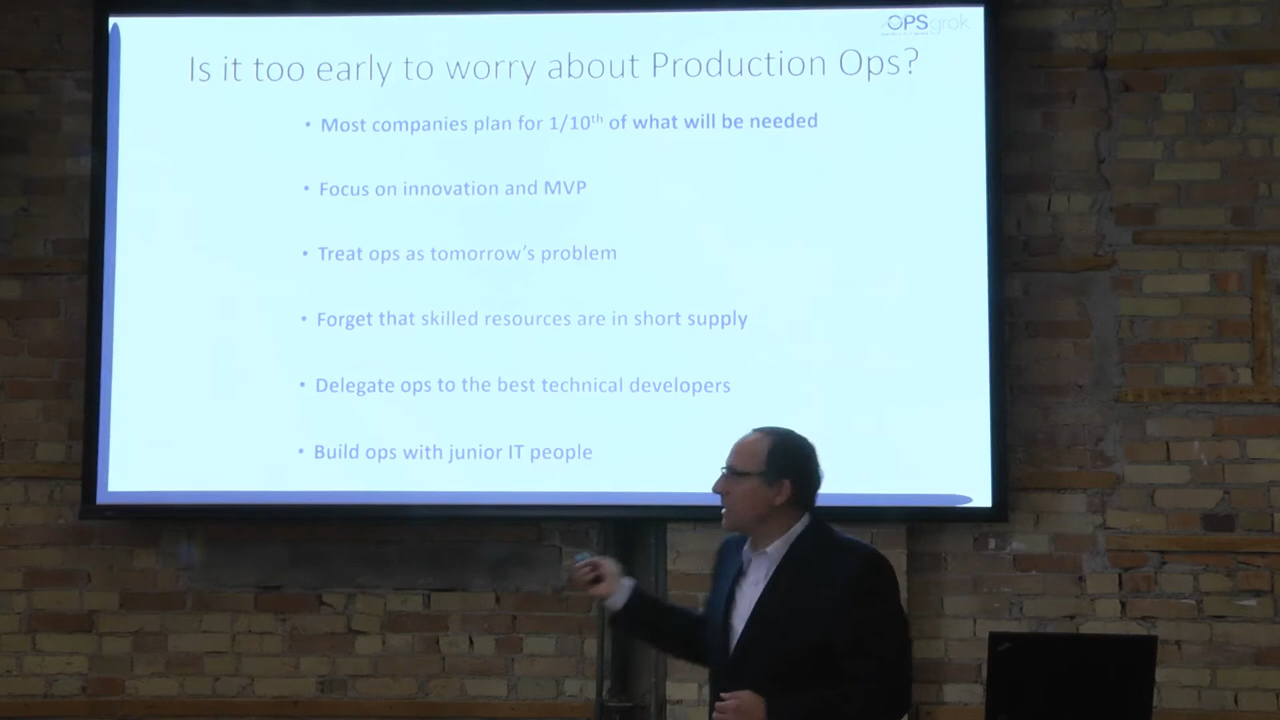 OPSgrok
Is it too early to worry about Production Ops?
• Most companies plan for 1/10th of what will be needed
• Focus on innovation and MVP
• Treat ops as tomorrow's problem
• Forget that skilled resources are in short supply
• Delegate ops to the best technical developers
• Build ops with junior IT people